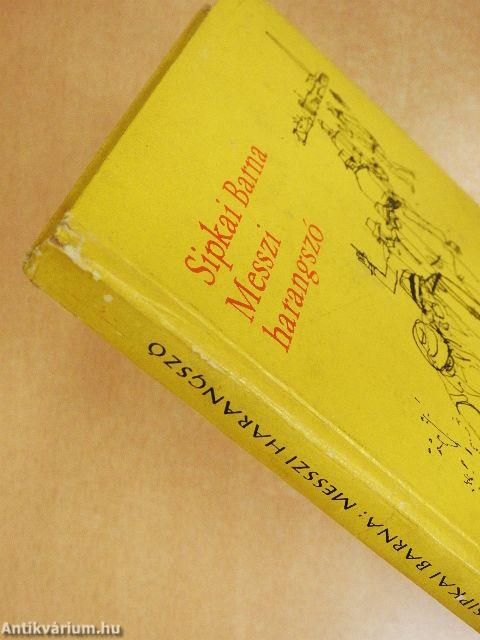 Sipkai Barna
Messzi
harangszó
SIPKAI BARNA: MESSZI HARANGSZÓ
Antikvárium.hu